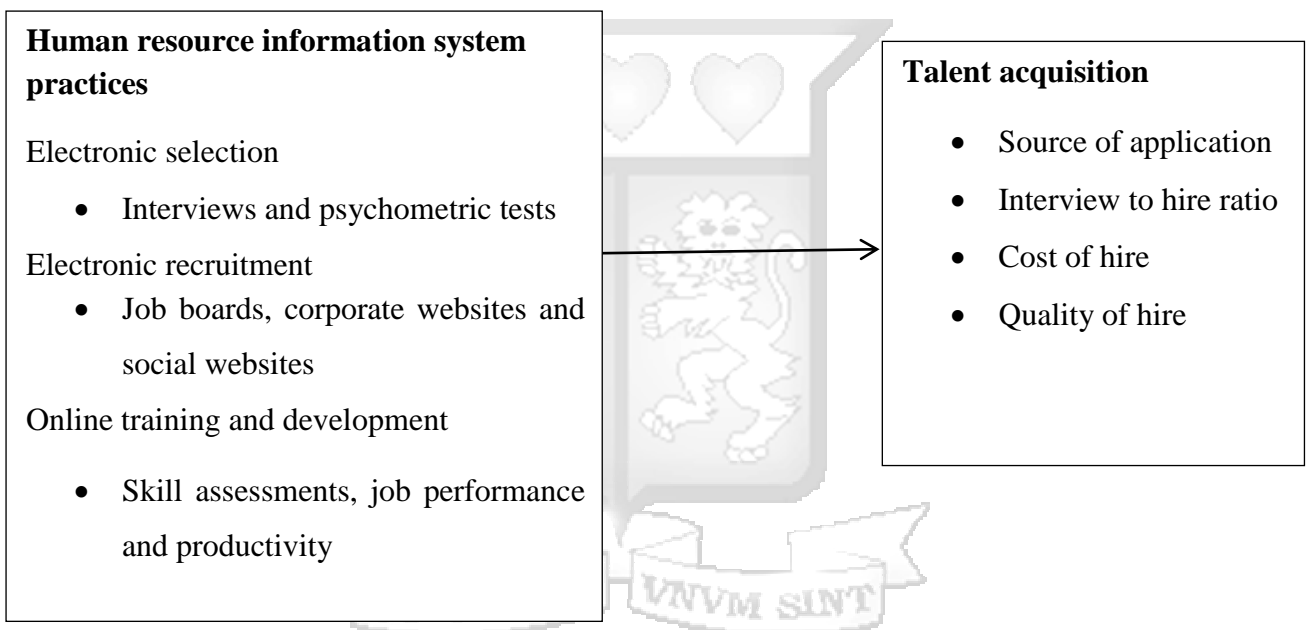 Human resource information system
practices
Electronic selection
• Interviews and psychometric tests
Electronic recruitment
• Job boards, corporate websites and
social websites
Online training and development
• Skill assessments, job performance
and productivity
Talent acquisition
• Source of application
• Interview to hire ratio
• Cost of hire
• Quality of hire
VNVM SINT